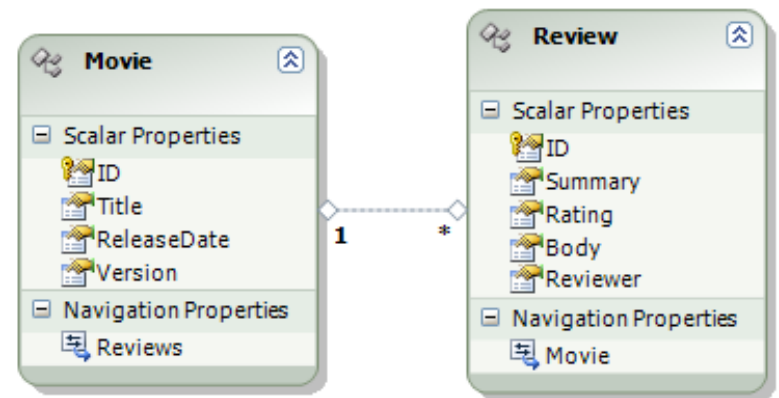 Movie
Scalar Properties
ID
Title
ReleaseDate
Version
Navigation Properties
Reviews
1
*
Review
Scalar Properties
ID
Summary
Rating
Body
Reviewer
Navigation Properties
Movie